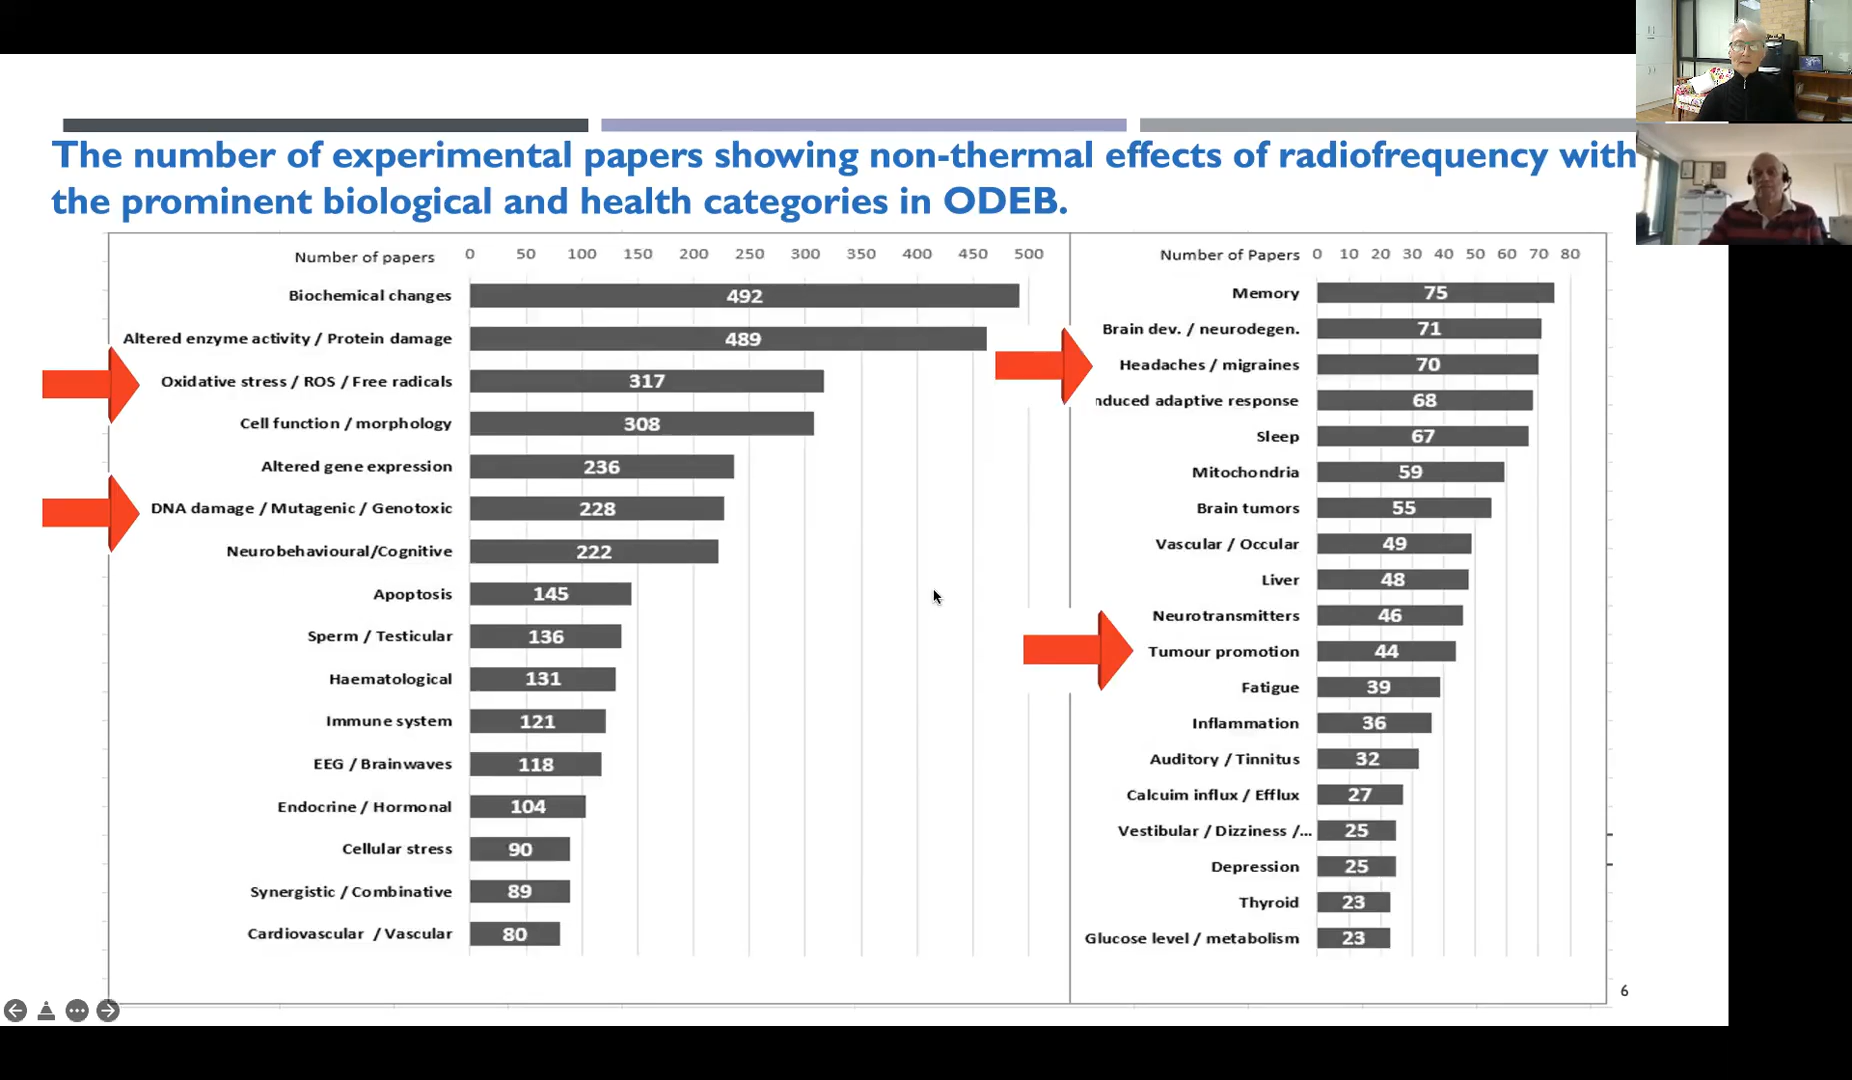 The number of experimental papers showing non-thermal effects of radiofrequency with
the prominent biological and health categories in ODEB.
Number of papers 0 50 100 150 200 250 300 350 400 450 500
Biochemical changes 492
Altered enzyme activity / Protein damage 489
Oxidative stress / ROS / Free radicals 317
Cell function / morphology 308
Altered gene expression 236
DNA damage / Mutagenic / Genotoxic 228
Neurobehavioural/Cognitive 222
Apoptosis 145
Sperm / Testicular 136
Haematological 131
Immune system 121
EEG / Brainwaves 118
Endocrine / Hormonal 104
Cellular stress 90
Synergistic / Combinative 89
Cardiovascular / Vascular 80
Number of Papers 0 10 20 30 40 50 60 70 80
Memory 75
Brain dev. / neurodegen. 71
Headaches / migraines 70
nduced adaptive response 68
Sleep 67
Mitochondria 59
Brain tumors 55
Vascular / Occular 49
Liver 48
Neurotransmitters 46
Tumour promotion 44
Fatigue 39
Inflammation 36
Auditory / Tinnitus 32
Calcuim influx / Efflux 27
Vestibular / Dizziness /... 25
Depression 25
Thyroid 23
Glucose level / metabolism 23
6